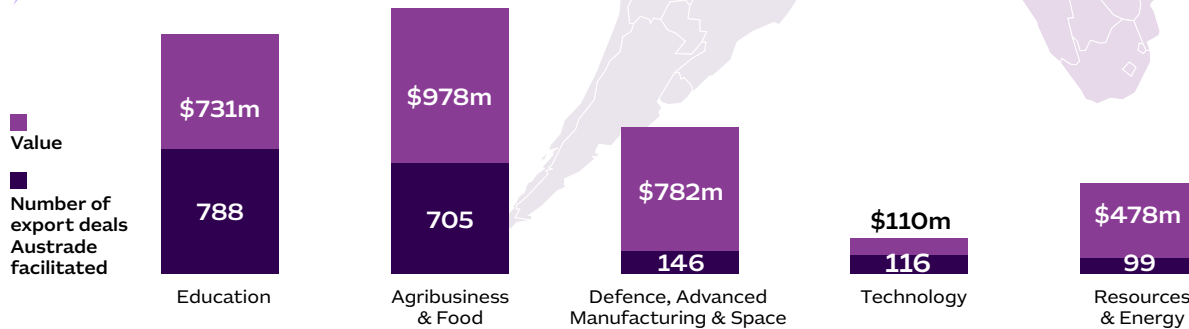 Value
Number of
export deals
Austrade
facilitated
$731m
788
Education
$978m
705
Agribusiness
& Food
$782m
146
Defence, Advanced
Manufacturing & Space
$110m
116
Technology
$478m
99
Resources
& Energy